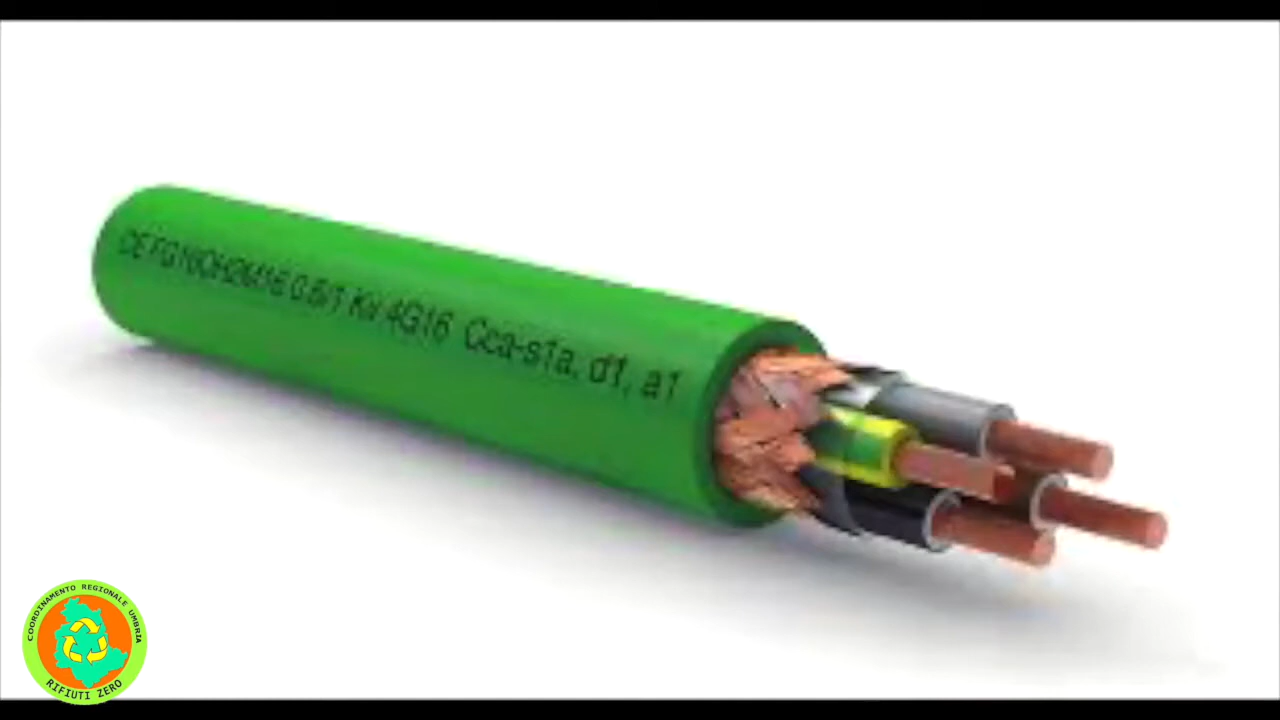 CE FG16OH2M16 0.6/1 Kv 4G16 Cca-s1a, d1, a1
COORDINAMENTO REGIONALE UMBRIA
RIFIUTI ZERO